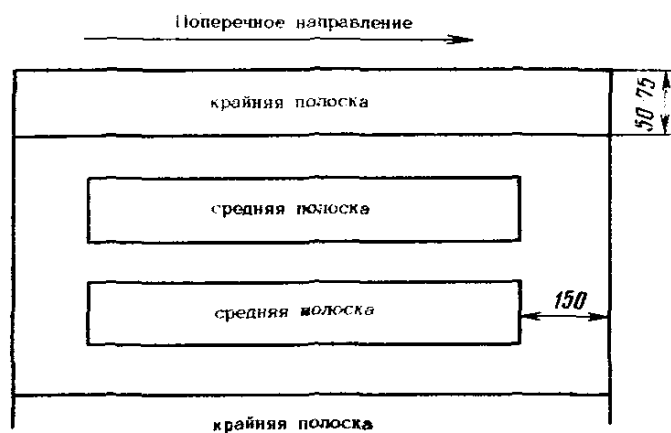 Поперечное направление
крайняя полоска
50 75
средняя полоска
средняя полоска
150
крайняя полоска